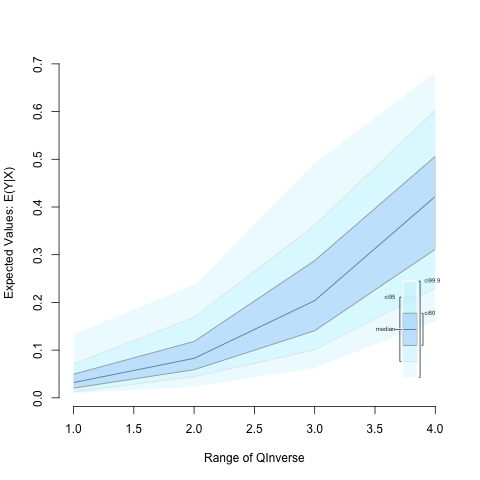 0.7
0.6
0.5
0.4
0.3
0.2
0.1
0.0
Expected Values: E(Y|X)
ci99.9
ci95
ci80
median
1.0 1.5 2.0 2.5 3.0 3.5 4.0
Range of QInverse